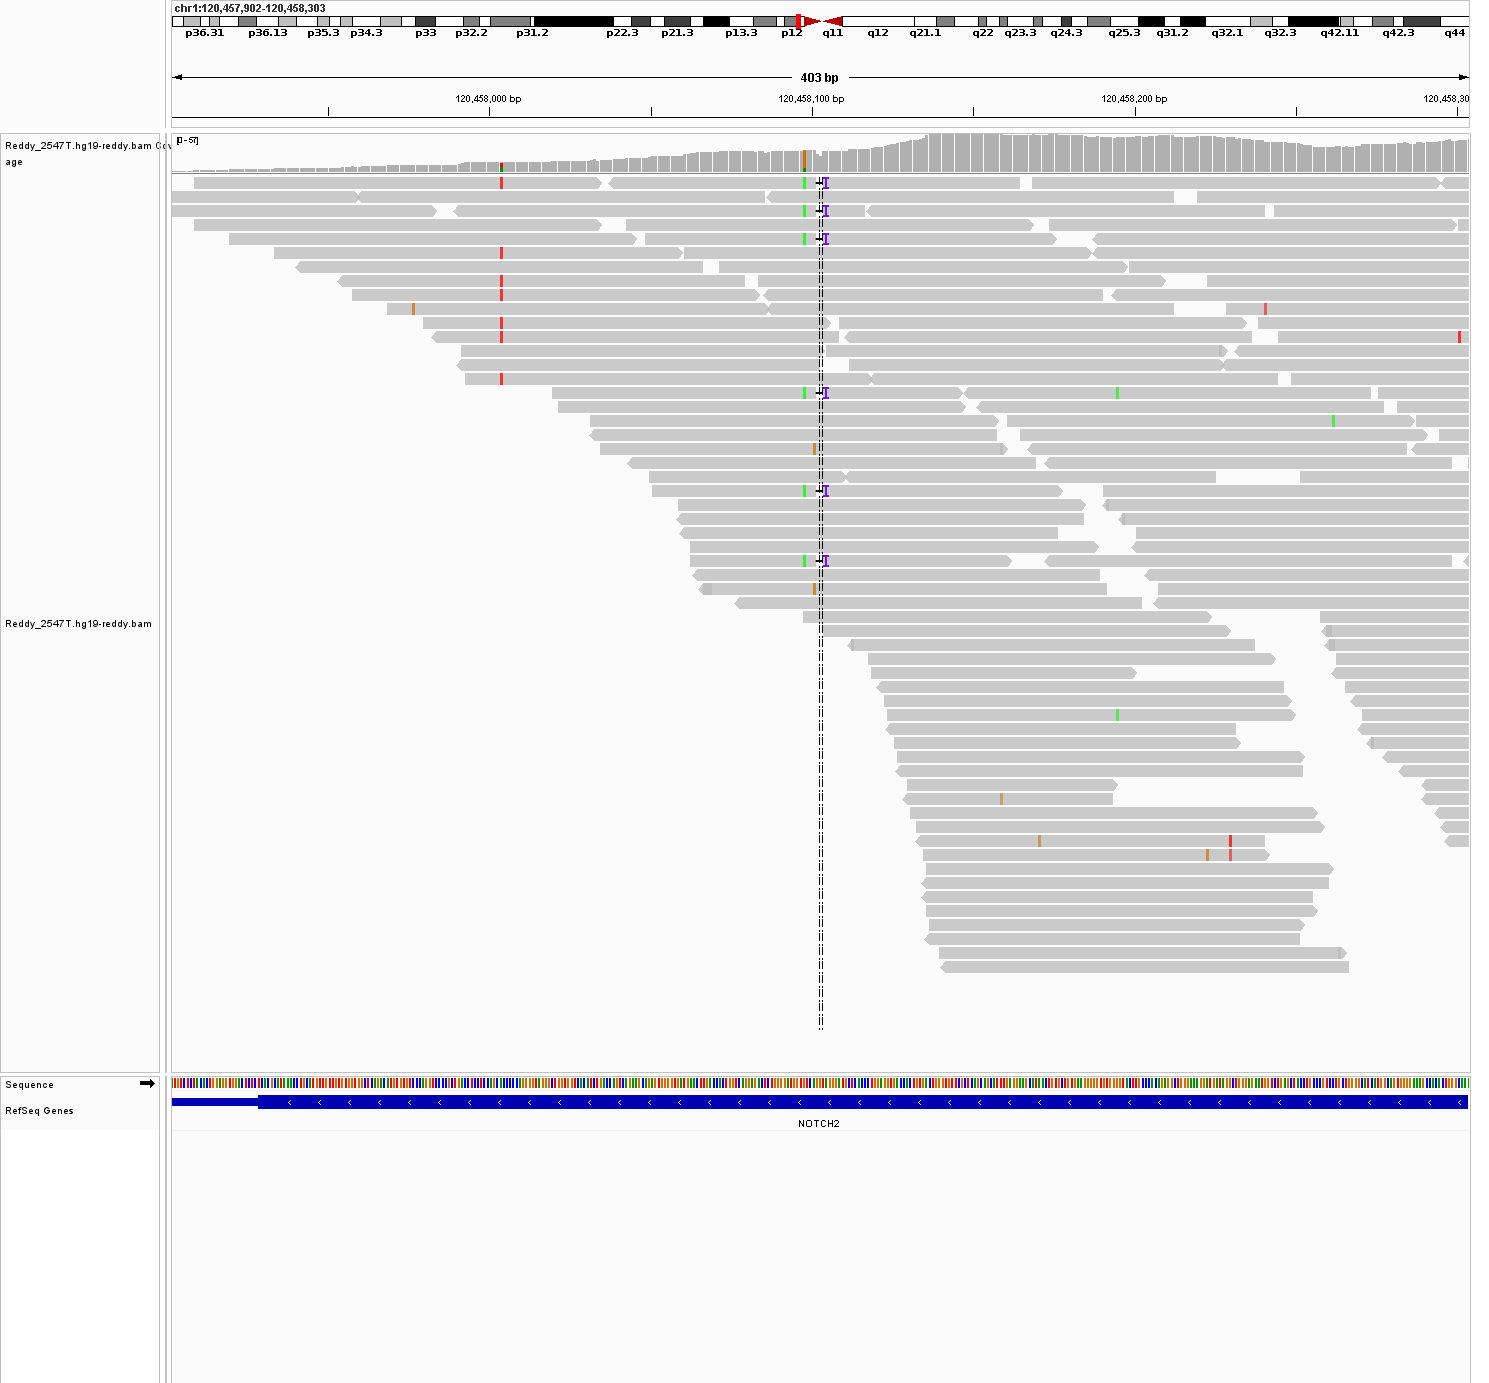 chr1:120,457,902-120,458,303
p36.31 p36.13 p35.3 p34.3 p33 p32.2 p31.2 p22.3 p21.3 p13.3 p12 q11 q12 q21.1 q22 q23.3 q24.3 q25.3 q31.2 q32.1 q32.3 q42.11 q42.3 q44
403 bp
120,458,000 bp 120,458,100 bp 120,458,200 bp 120,458,30
Reddy_2547T.hg19-reddy.bam Cov
age
[0-57]
Reddy_2547T.hg19-reddy.bam
Sequence
RefSeq Genes
NOTCH2